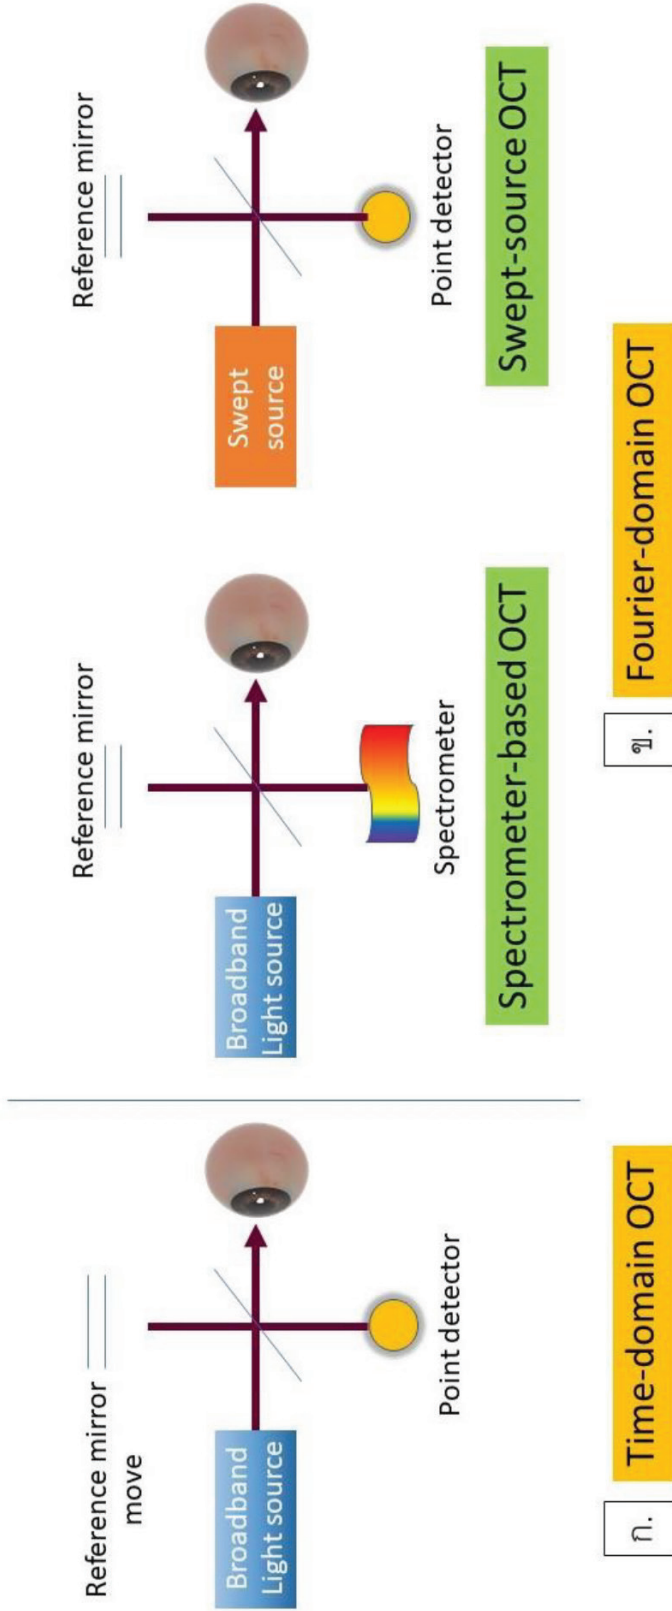 Reference mirror
move
Broadband
Light source
Point detector
ก.
Time-domain OCT
Reference mirror
Broadband
Light source
Spectrometer
Spectrometer-based OCT
Reference mirror
Swept
source
Point detector
Swept-source OCT
ข.
Fourier-domain OCT